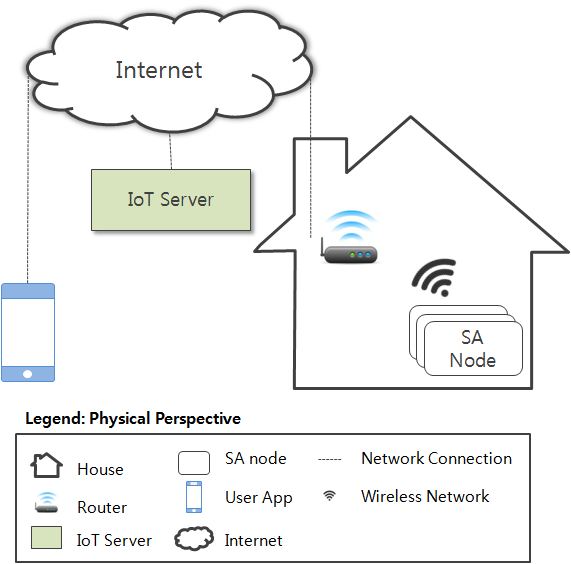 Internet
IoT Server
SA
Node
Legend: Physical Perspective
House
SA node
Network Connection
Router
User App
Wireless Network
IoT Server
Internet